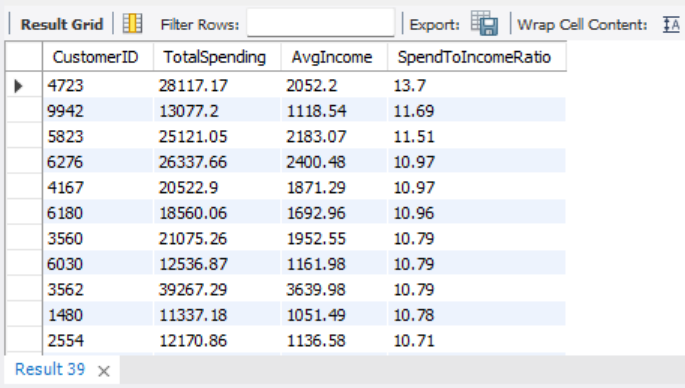 Result Grid Filter Rows: Export: Wrap Cell Content:
CustomerID TotalSpending AvgIncome SpendToIncomeRatio
4723 28117.17 2052.2 13.7
9942 13077.2 1118.54 11.69
5823 25121.05 2183.07 11.51
6276 26337.66 2400.48 10.97
4167 20522.9 1871.29 10.97
6180 18560.06 1692.96 10.96
3560 21075.26 1952.55 10.79
6030 12536.87 1161.98 10.79
3562 39267.29 3639.98 10.79
1480 11337.18 1051.49 10.78
2554 12170.86 1136.58 10.71
Result 39